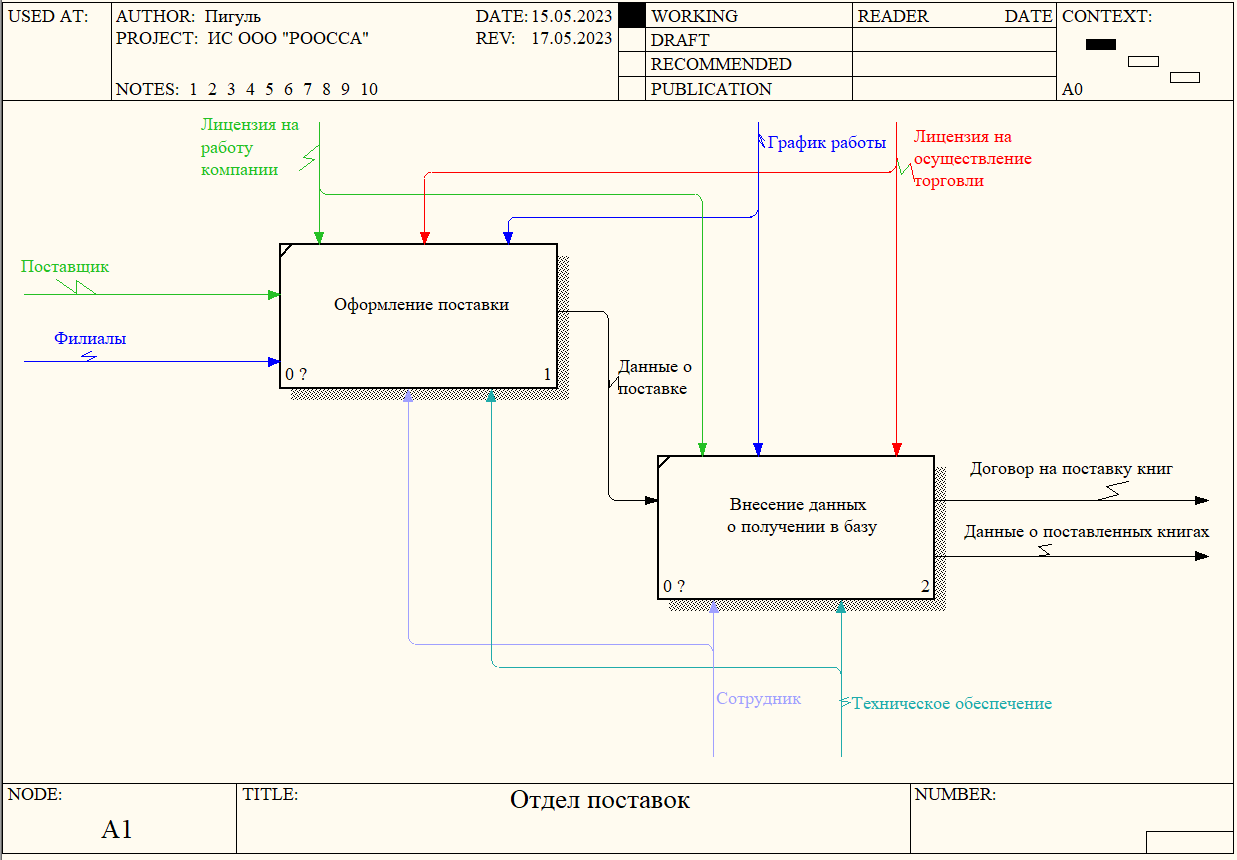 USED AT:
AUTHOR: Пигуль
DATE: 15.05.2023
PROJECT: ИС ООО "РООССА"
REV: 17.05.2023
NOTES: 1 2 3 4 5 6 7 8 9 10
WORKING
DRAFT
RECOMMENDED
PUBLICATION
READER
DATE
CONTEXT:
A0
Лицензия на
работу
компании
График работы
Лицензия на
осуществление
торговли
Поставщик
Филиалы
Оформление поставки
0 ?
1
Данные о
поставке
Внесение данных
о получении в базу
0 ?
2
Договор на поставку книг
Данные о поставленных книгах
Сотрудник
Техническое обеспечение
NODE:
A1
TITLE:
Отдел поставок
NUMBER: